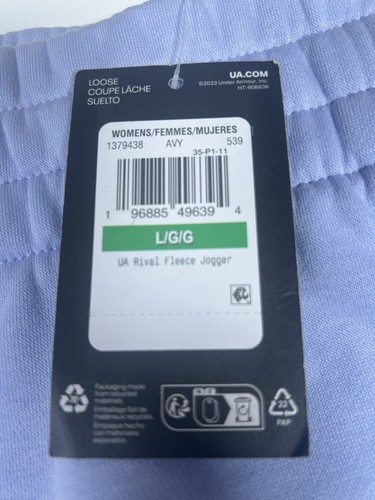 LOOSE
COUPE LÂCHE
SUELTO
UA.COM
©2023 Under Armour, Inc.
HT-908836
WOMENS/FEMMES/MUJERES
1379438 AVY 539
35-P1-11
1 96885 49639 4
L/G/G
UA Rival Fleece Jogger
Packaging made
from recycled
materials.
Emballage fait de
matériaux recyclés.
Empaque hecho
con materiales
reciclados.
22
PAP